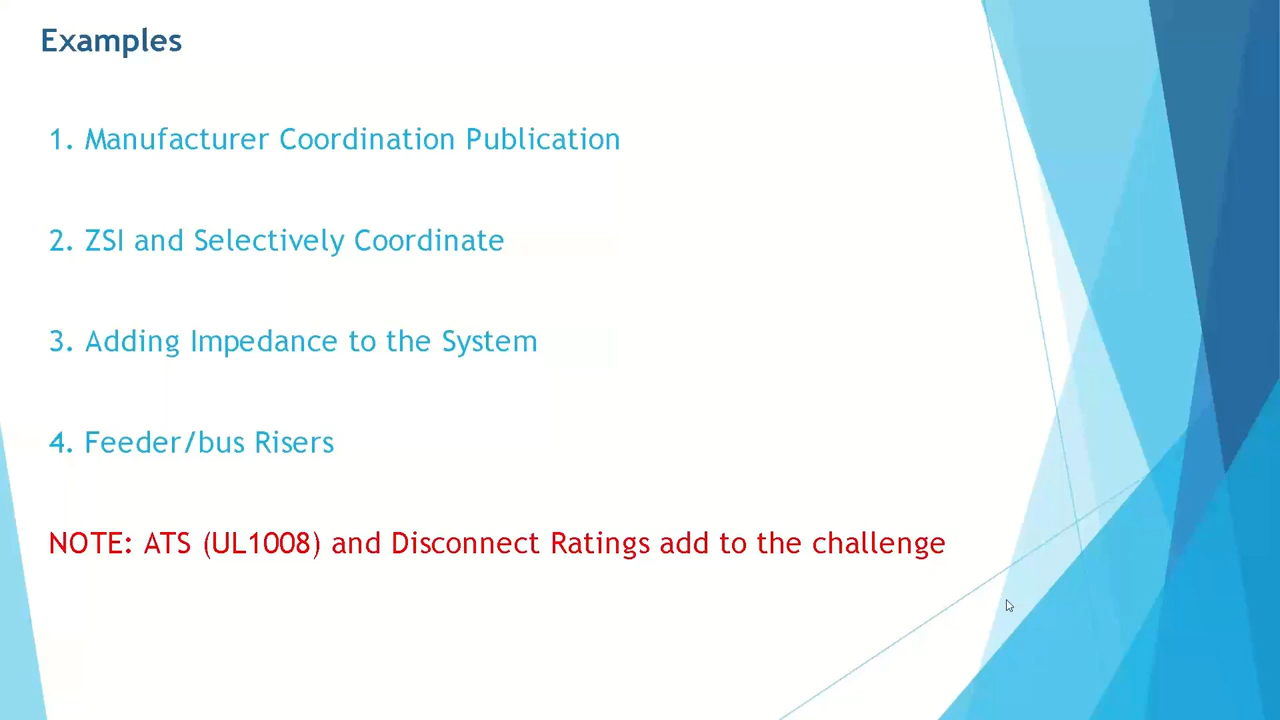 Examples
1. Manufacturer Coordination Publication
2. ZSI and Selectively Coordinate
3. Adding Impedance to the System
4. Feeder/bus Risers
NOTE: ATS (UL1008) and Disconnect Ratings add to the challenge